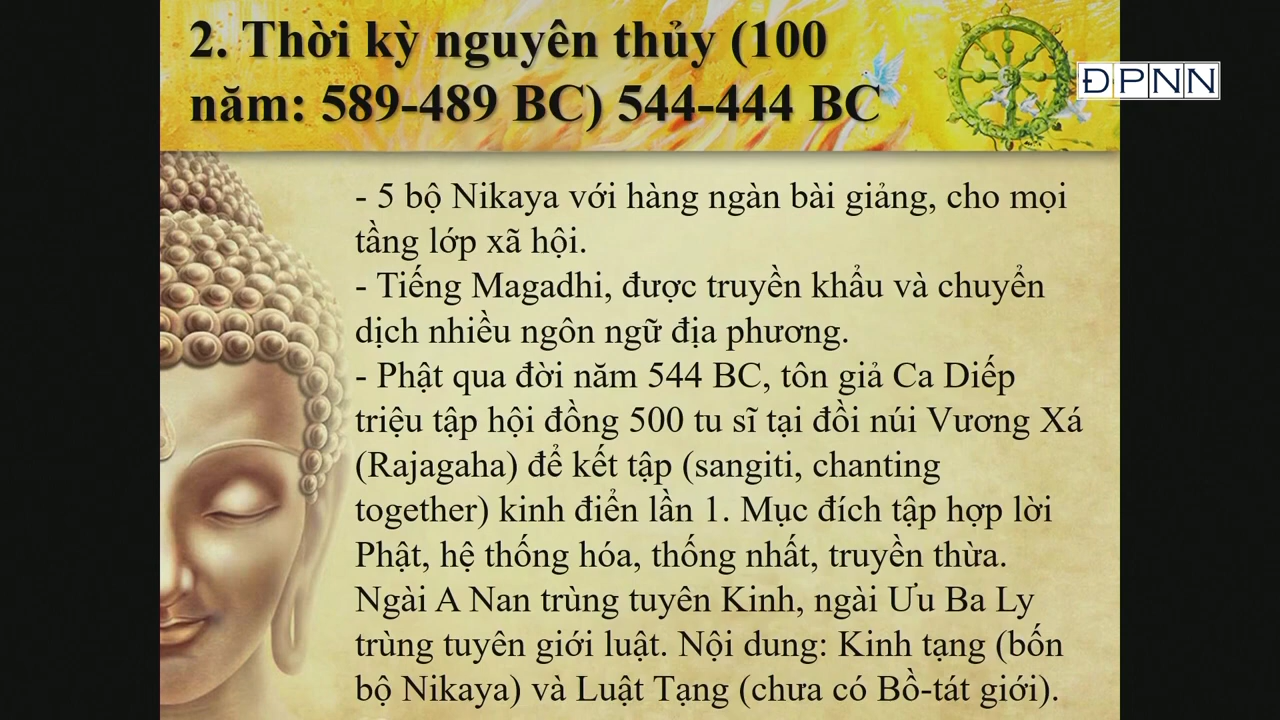 2. Thời kỳ nguyên thủy (100
năm: 589-489 BC) 544-444 BC
ĐPNN
- 5 bộ Nikaya với hàng ngàn bài giảng, cho mọi
tầng lớp xã hội.
- Tiếng Magadhi, được truyền khẩu và chuyển
dịch nhiều ngôn ngữ địa phương.
- Phật qua đời năm 544 BC, tôn giả Ca Diếp
triệu tập hội đồng 500 tu sĩ tại đồi núi Vương Xá
(Rajagaha) để kết tập (sangiti, chanting
together) kinh điển lần 1. Mục đích tập hợp lời
Phật, hệ thống hóa, thống nhất, truyền thừa.
Ngài A Nan trùng tuyên Kinh, ngài Ưu Ba Ly
trùng tuyên giới luật. Nội dung: Kinh tạng (bốn
bộ Nikaya) và Luật Tạng (chưa có Bồ-tát giới).